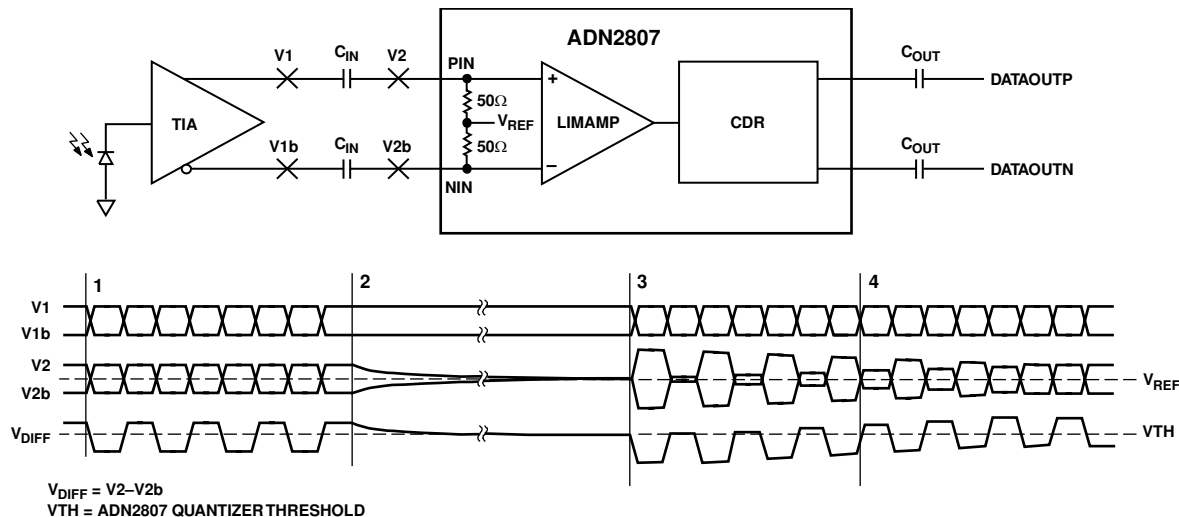 ADN2807
V1
CIN
V2
PIN
COUT
DATAOUTP
50Ω
TIA
VREF
+
LIMAMP
CDR
50Ω
V1b
CIN
V2b
NIN
−
COUT
DATAOUTN
1
2
3
4
V1
V1b
V2
VREF
V2b
VDIFF
VTH
VDIFF = V2–V2b
VTH = ADN2807 QUANTIZER THRESHOLD